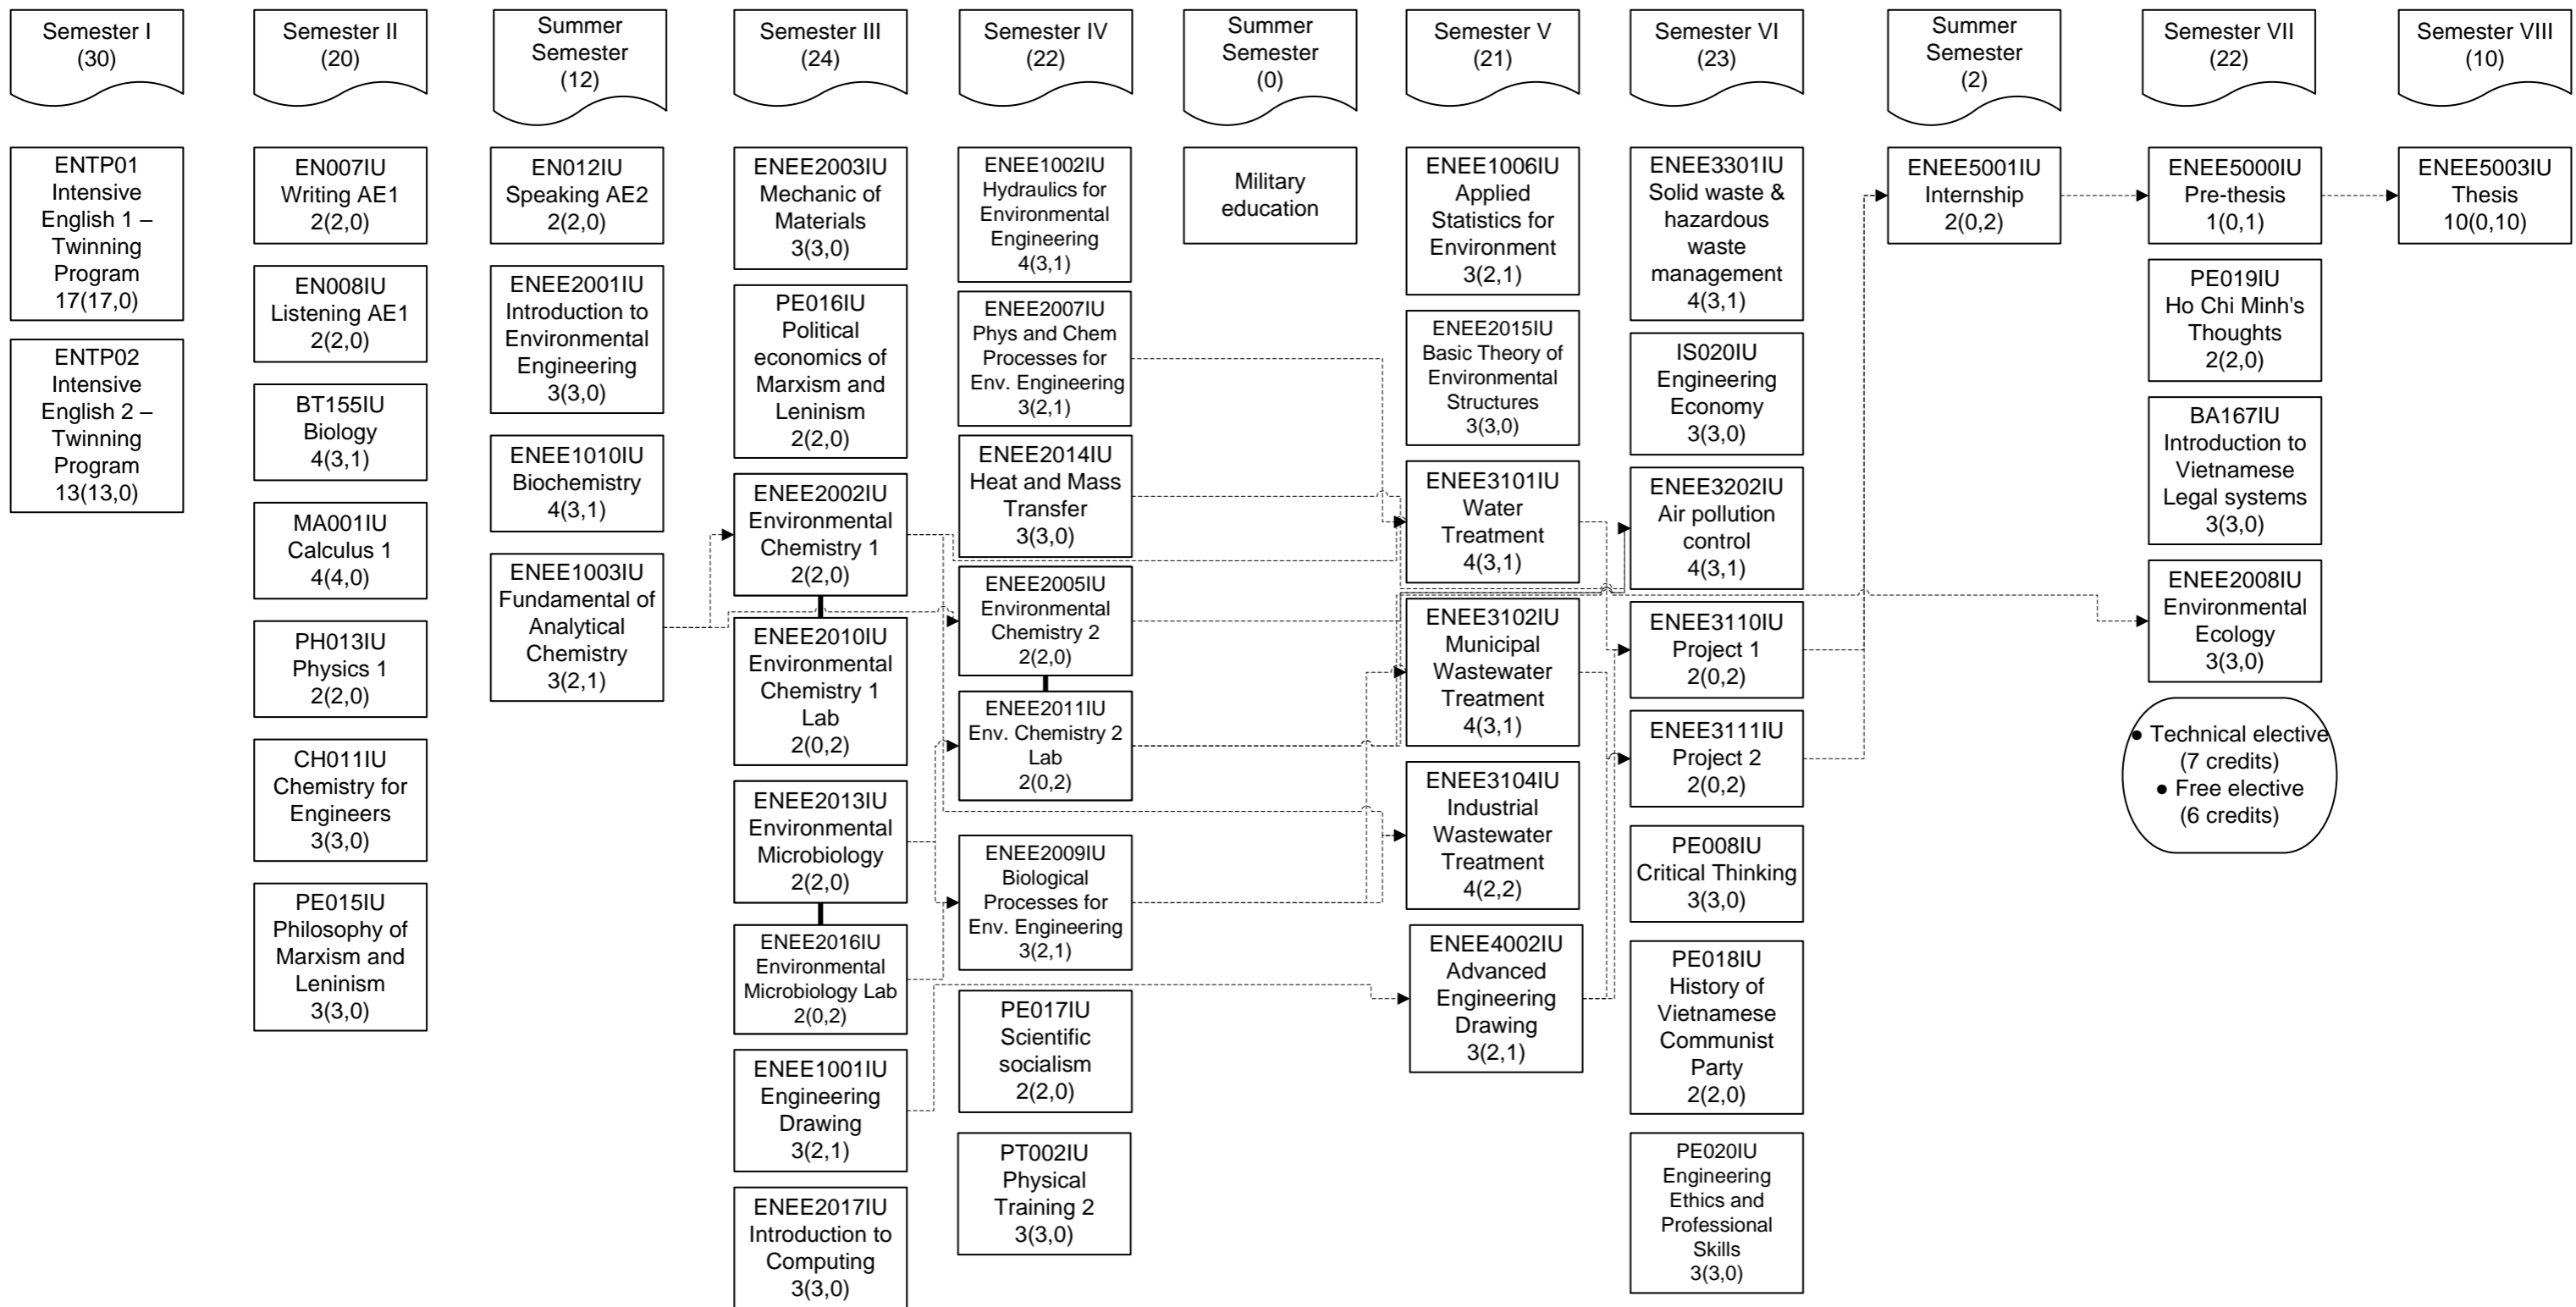 Semester I
(30)
Semester II
(20)
Summer
Semester
(12)
Semester III
(24)
Semester IV
(22)
Summer
Semester
(0)
Semester V
(21)
Semester VI
(23)
Summer
Semester
(2)
Semester VII
(22)
Semester VIII
(10)
ENTP01
Intensive
English 1 –
Twinning
Program
17(17,0)
ENTP02
Intensive
English 2 –
Twinning
Program
13(13,0)
EN007IU
Writing AE1
2(2,0)
EN008IU
Listening AE1
2(2,0)
BT155IU
Biology
4(3,1)
MA001IU
Calculus 1
4(4,0)
PH013IU
Physics 1
2(2,0)
CH011IU
Chemistry for
Engineers
3(3,0)
PE015IU
Philosophy of
Marxism and
Leninism
3(3,0)
EN012IU
Speaking AE2
2(2,0)
ENEE2001IU
Introduction to
Environmental
Engineering
3(3,0)
ENEE1010IU
Biochemistry
4(3,1)
ENEE1003IU
Fundamental of
Analytical
Chemistry
3(2,1)
ENEE2003IU
Mechanic of
Materials
3(3,0)
PE016IU
Political
economics of
Marxism and
Leninism
2(2,0)
ENEE2002IU
Environmental
Chemistry 1
2(2,0)
ENEE2010IU
Environmental
Chemistry 1
Lab
2(0,2)
ENEE2013IU
Environmental
Microbiology
2(2,0)
ENEE2016IU
Environmental
Microbiology Lab
2(0,2)
ENEE1001IU
Engineering
Drawing
3(2,1)
ENEE2017IU
Introduction to
Computing
3(3,0)
ENEE1002IU
Hydraulics for
Environmental
Engineering
4(3,1)
ENEE2007IU
Phys and Chem
Processes for
Env. Engineering
3(2,1)
ENEE2014IU
Heat and Mass
Transfer
3(3,0)
ENEE2005IU
Environmental
Chemistry 2
2(2,0)
ENEE2011IU
Env. Chemistry 2
Lab
2(0,2)
ENEE2009IU
Biological
Processes for
Env. Engineering
3(2,1)
PE017IU
Scientific
socialism
2(2,0)
PT002IU
Physical
Training 2
3(3,0)
Military
education
ENEE1006IU
Applied
Statistics for
Environment
3(2,1)
ENEE2015IU
Basic Theory of
Environmental
Structures
3(3,0)
ENEE3101IU
Water
Treatment
4(3,1)
ENEE3102IU
Municipal
Wastewater
Treatment
4(3,1)
ENEE3104IU
Industrial
Wastewater
Treatment
4(2,2)
ENEE4002IU
Advanced
Engineering
Drawing
3(2,1)
ENEE3301IU
Solid waste &
hazardous
waste
management
4(3,1)
IS020IU
Engineering
Economy
3(3,0)
ENEE3202IU
Air pollution
control
4(3,1)
ENEE3110IU
Project 1
2(0,2)
ENEE3111IU
Project 2
2(0,2)
PE008IU
Critical Thinking
3(3,0)
PE018IU
History of
Vietnamese
Communist
Party
2(2,0)
PE020IU
Engineering
Ethics and
Professional
Skills
3(3,0)
ENEE5001IU
Internship
2(0,2)
ENEE5000IU
Pre-thesis
1(0,1)
PE019IU
Ho Chi Minh's
Thoughts
2(2,0)
BA167IU
Introduction to
Vietnamese
Legal systems
3(3,0)
ENEE2008IU
Environmental
Ecology
3(3,0)
● Technical elective
(7 credits)
● Free elective
(6 credits)
ENEE5003IU
Thesis
10(0,10)